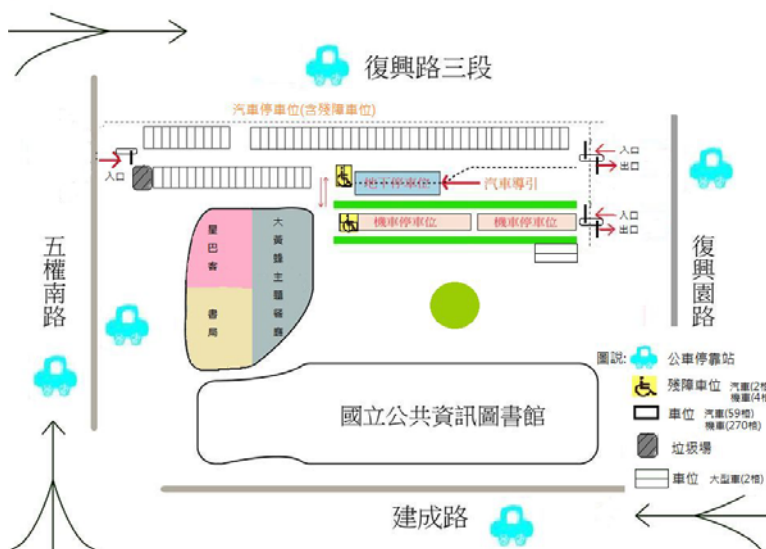 復興路三段
汽車停車位(含殘障車位)
入口
入口
出口
地下停車位
汽車導引
機車停車位
機車停車位
入口
出口
星巴客
大黃蜂主題餐廳
書局
五權南路
復興園路
圖説:
公車停靠站
殘障車位
汽車(2格
機車(4格
國立公共資訊圖書館
車位
汽車(59格)
機車(270格)
垃圾場
車位 大型車(2格)
建成路